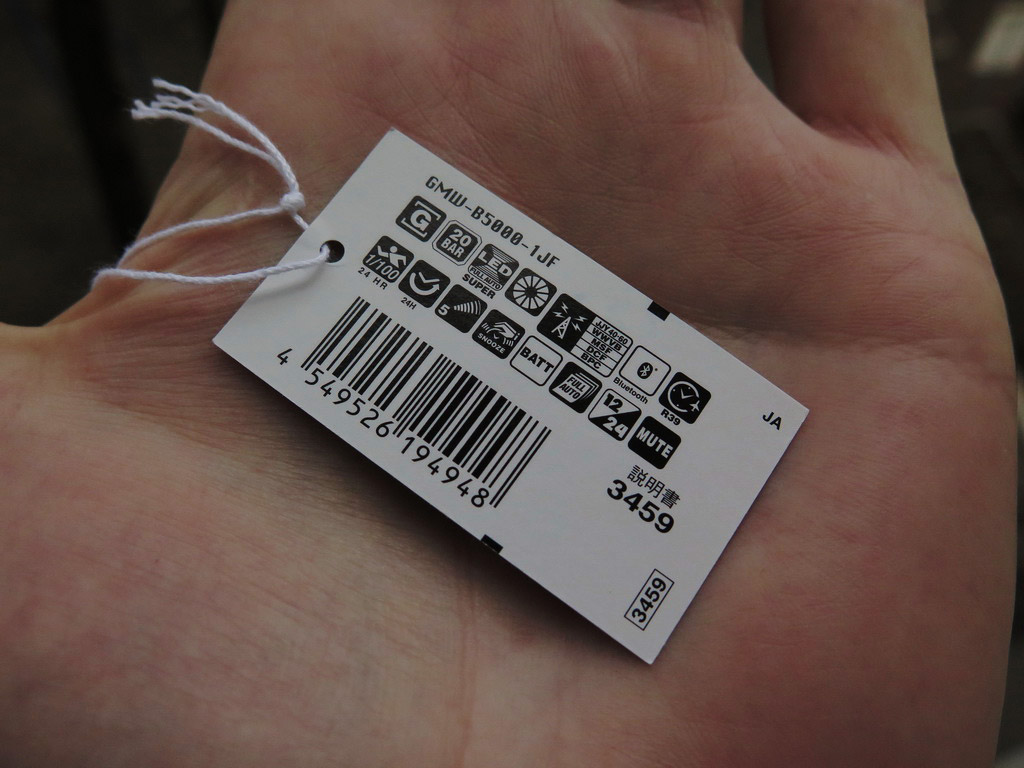 GMW-B5000-1JF
G 20 BAR LED FULL AUTO SUPER JJY40·60 WWVB MSF DCF BPC Bluetooth R39
1/100 24 HR 24H 5 SNOOZE BATT FULL AUTO 12/24 MUTE
4 549526 194948
JA
説明書
3459
3459